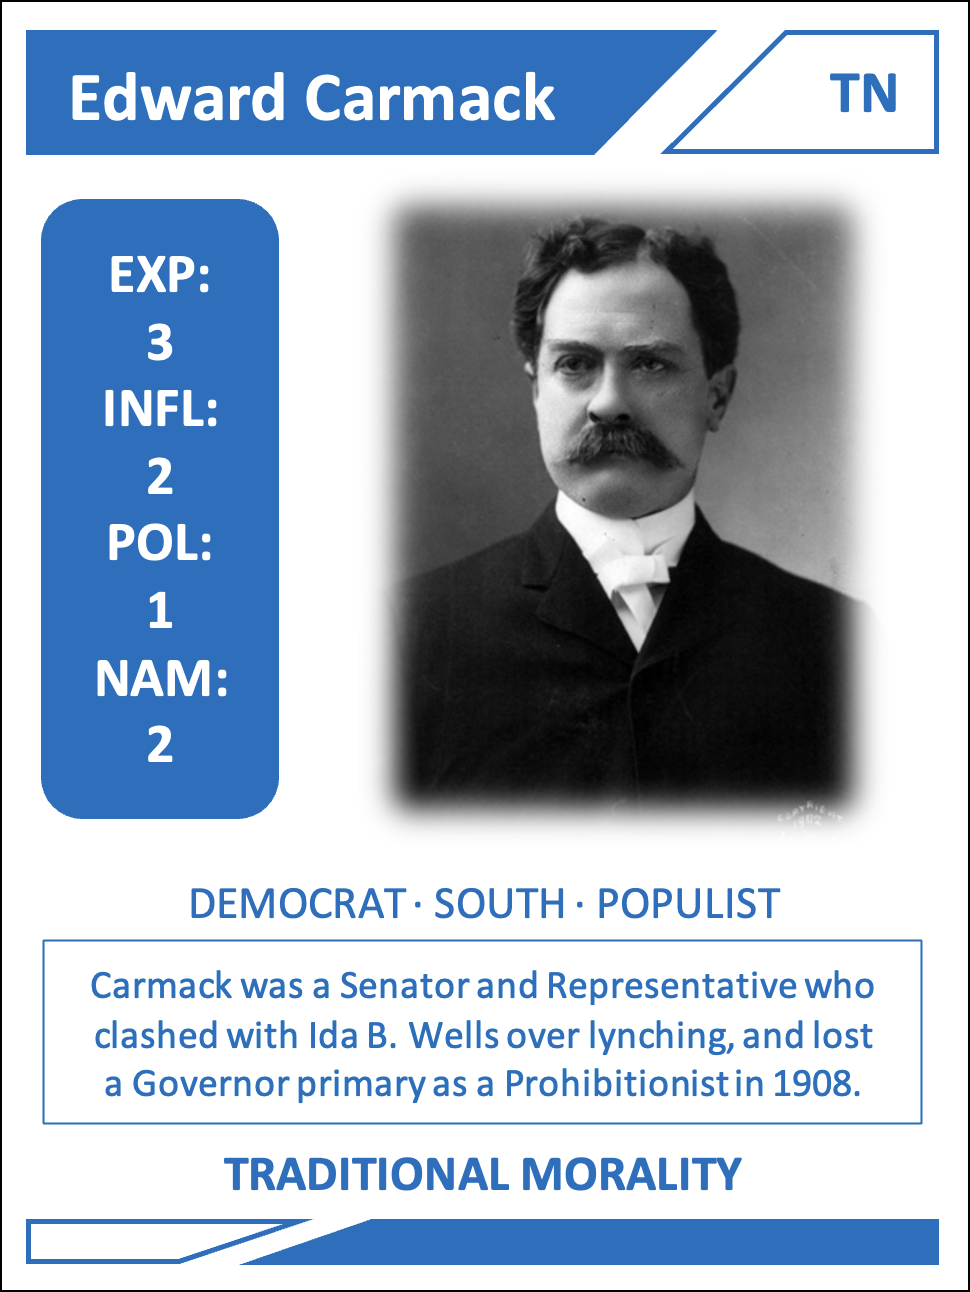 Edward Carmack
TN
EXP:
3
INFL:
2
POL:
1
NAM:
2
COPYRIGHT
1902
DEMOCRAT · SOUTH · POPULIST
Carmack was a Senator and Representative who
clashed with Ida B. Wells over lynching, and lost
a Governor primary as a Prohibitionist in 1908.
TRADITIONAL MORALITY